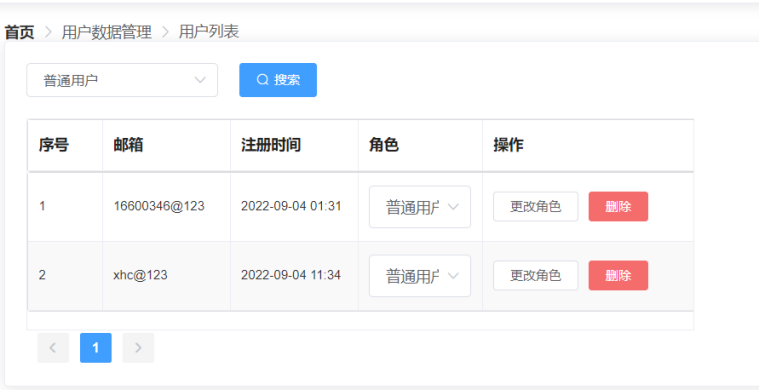 首页 > 用户数据管理 > 用户列表
普通用户 搜索
序号 邮箱 注册时间 角色 操作
1 16600346@123 2022-09-04 01:31 普通用户 更改角色 删除
2 xhc@123 2022-09-04 11:34 普通用户 更改角色 删除
< 1 >